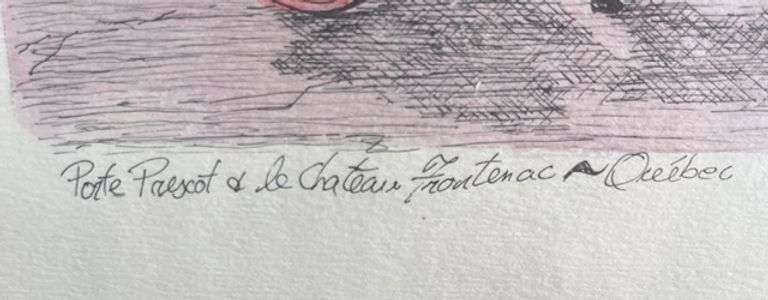 Porte Prescot & le Chateau Frontenac ~ Québec